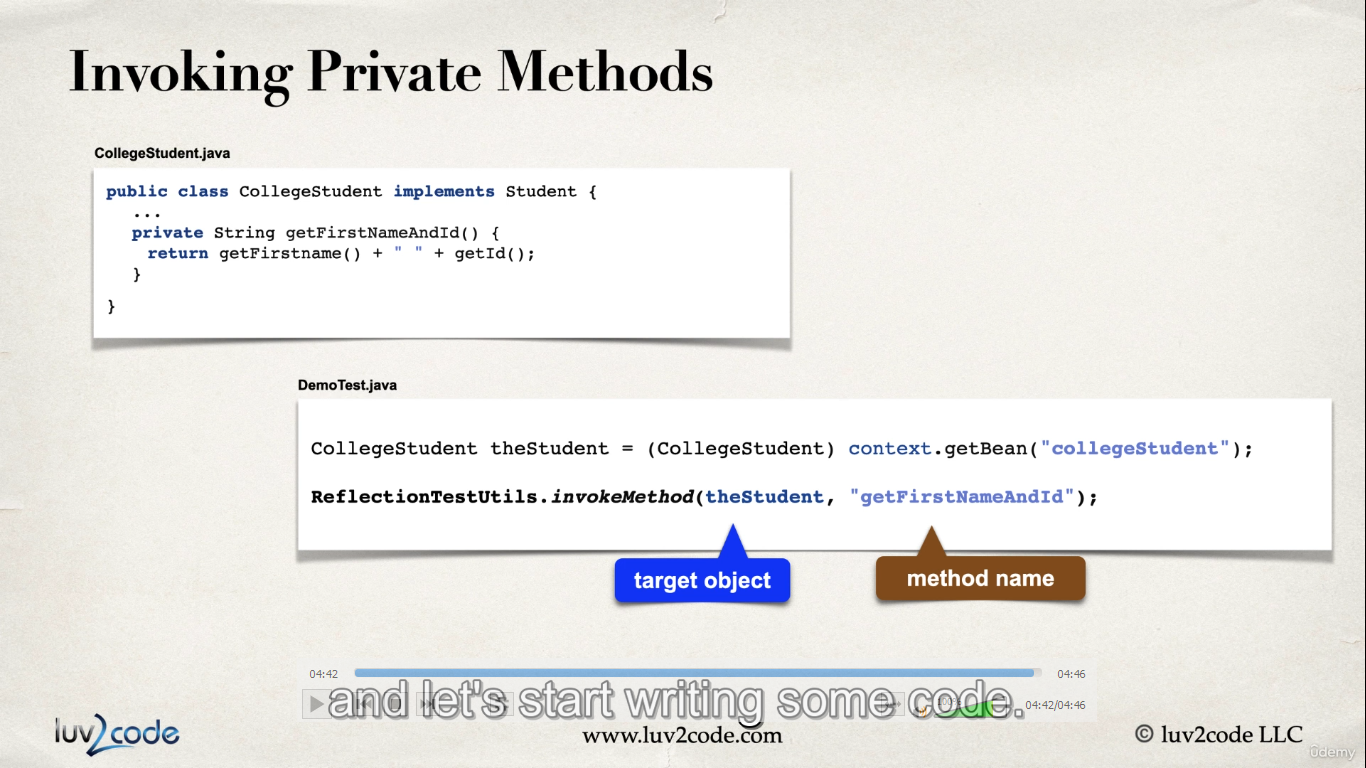 Invoking Private Methods
CollegeStudent.java
public class CollegeStudent implements Student {
...
private String getFirstNameAndId() {
return getFirstname() + " " + getId();
}
}
DemoTest.java
CollegeStudent theStudent = (CollegeStudent) context.getBean("collegeStudent");
ReflectionTestUtils.invokeMethod(theStudent, "getFirstNameAndId");
target object
method name
04:42
04:46
and let's start writing some code.
100%
04:42/04:46
luv2code
www.luv2code.com
© luv2code LLC
ûdemy